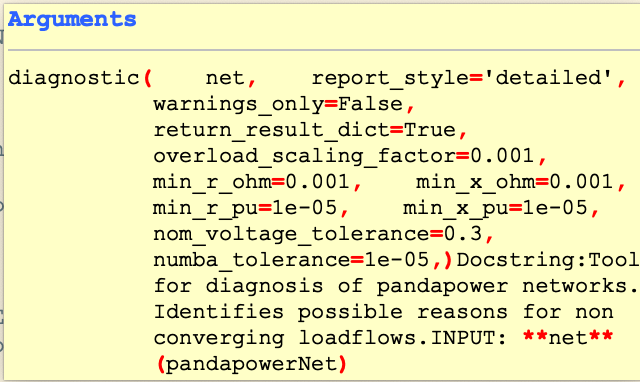 Arguments
diagnostic( net, report_style='detailed',
warnings_only=False,
return_result_dict=True,
overload_scaling_factor=0.001,
min_r_ohm=0.001, min_x_ohm=0.001,
min_r_pu=1e-05, min_x_pu=1e-05,
nom_voltage_tolerance=0.3,
numba_tolerance=1e-05,)Docstring:Tool
for diagnosis of pandapower networks.
Identifies possible reasons for non
converging loadflows.INPUT: **net**
(pandapowerNet)